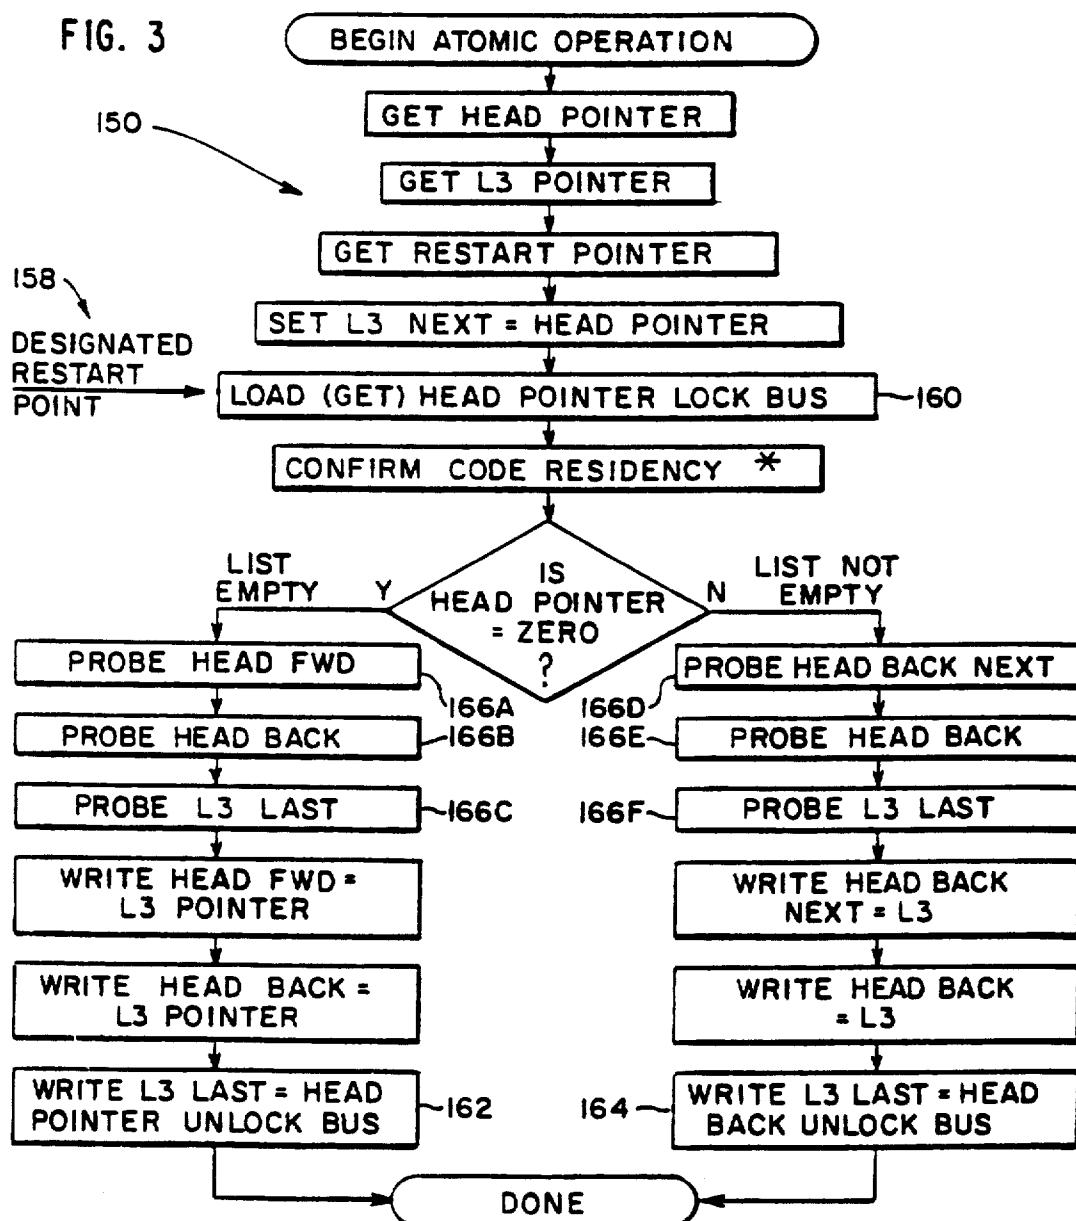 FIG. 3
BEGIN ATOMIC OPERATION
GET HEAD POINTER
150
GET L3 POINTER
GET RESTART POINTER
158
SET L3 NEXT = HEAD POINTER
DESIGNATED
RESTART
POINT
LOAD (GET) HEAD POINTER LOCK BUS
160
CONFIRM CODE RESIDENCY *
IS
HEAD POINTER
= ZERO
?
LIST
EMPTY
Y
N
LIST NOT
EMPTY
PROBE HEAD FWD
166A
PROBE HEAD BACK
166B
PROBE L3 LAST
166C
WRITE HEAD FWD =
L3 POINTER
WRITE HEAD BACK =
L3 POINTER
WRITE L3 LAST = HEAD
POINTER UNLOCK BUS
162
PROBE HEAD BACK NEXT
166D
PROBE HEAD BACK
166E
PROBE L3 LAST
166F
WRITE HEAD BACK
NEXT = L3
WRITE HEAD BACK
= L3
WRITE L3 LAST = HEAD
BACK UNLOCK BUS
164
DONE